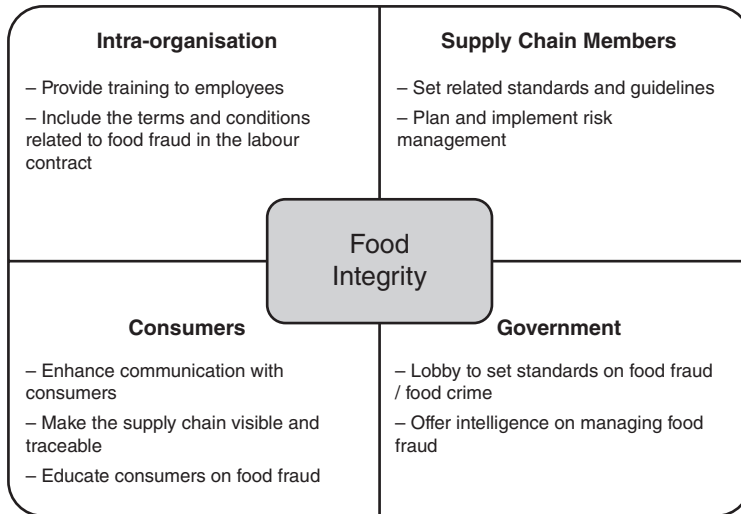 Intra-organisation
– Provide training to employees
– Include the terms and conditions
related to food fraud in the labour
contract
Supply Chain Members
– Set related standards and guidelines
– Plan and implement risk
management
Food
Integrity
Consumers
– Enhance communication with
consumers
– Make the supply chain visible and
traceable
– Educate consumers on food fraud
Government
– Lobby to set standards on food fraud
/ food crime
– Offer intelligence on managing food
fraud